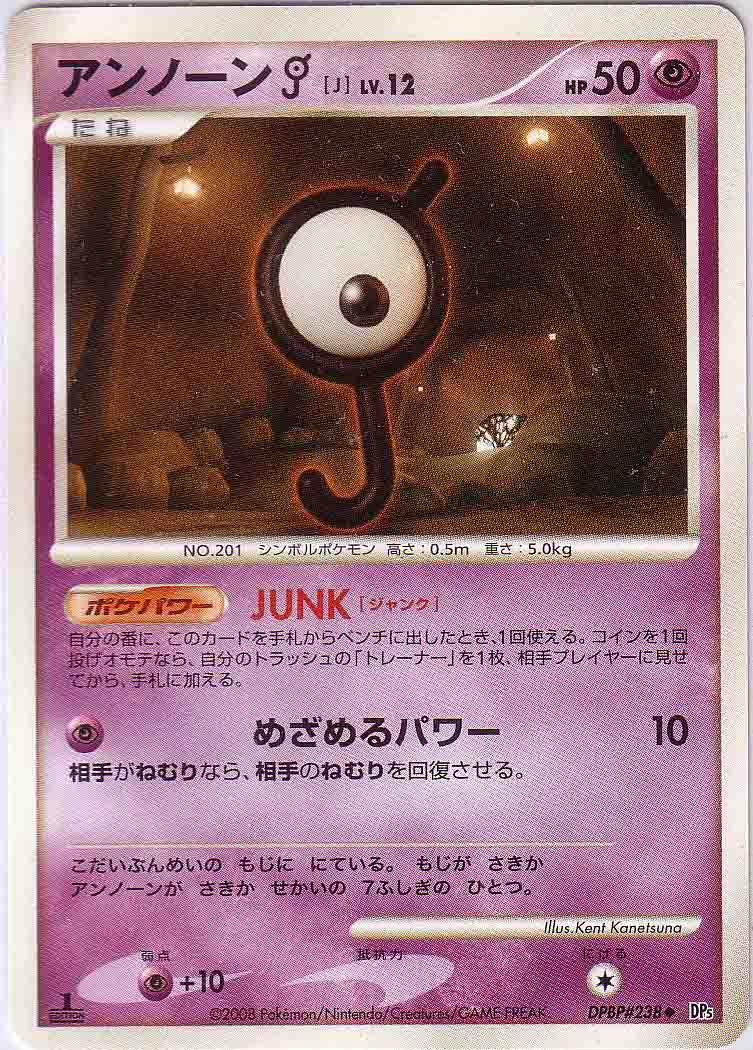 アンノーンJ [J] LV.12 HP50
たね
NO.201 シンボルポケモン 高さ：0.5m 重さ：5.0kg
ポケパワー JUNK［ジャンク］
自分の番に、このカードを手札からベンチに出したとき、1回使える。コインを1回
投げオモテなら、自分のトラッシュの「トレーナー」を1枚、相手プレイヤーに見せ
てから、手札に加える。
めざめるパワー 10
相手がねむりなら、相手のねむりを回復させる。
こだいぶんめいの もじに にている。 もじが さきか
アンノーンが さきか せかいの 7ふしぎの ひとつ。
Illus.Kent Kanetsuna
弱点 抵抗力 にげる
+10
1 EDITION ©2008 Pokémon/Nintendo/Creatures/GAME FREAK DPBP#238◆ DPs